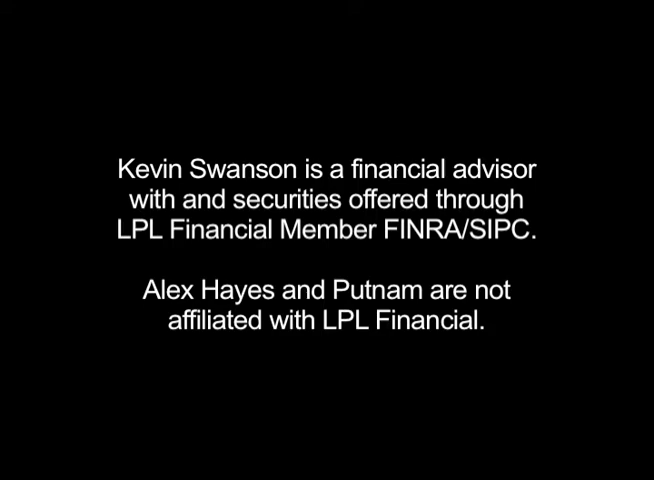 Kevin Swanson is a financial advisor
with and securities offered through
LPL Financial Member FINRA/SIPC.
Alex Hayes and Putnam are not
affiliated with LPL Financial.